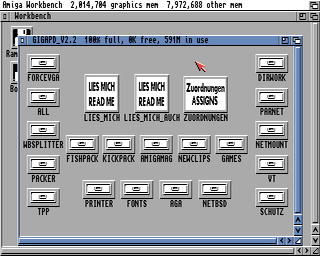 Amiga Workbench 2,014,704 graphics mem 7,972,688 other mem
Workbench
GIGAPD_V2.2 100% full, 0K free, 591M in use
Ram
Bo
FORCEVGA
LIES MICH
READ ME
LIES_MICH
LIES MICH
READ ME
LIES_MICH_AUCH
Zuordnungen
ASSIGNS
ZUORDNUNGEN
DIRWORK
ALL
PARNET
WBSPLITTER
FISHPACK
KICKPACK
AMIGAMAG
NEWCLIPS
GAMES
NETMOUNT
PACKER
VT
TPP
PRINTER
FONTS
AGA
NETBSD
SCHUTZ